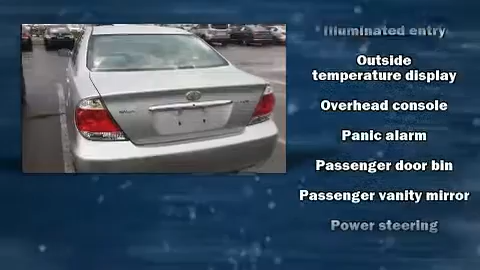 Illuminated entry
Outside
temperature display
Overhead console
Panic alarm
Passenger door bin
Passenger vanity mirror
Power steering